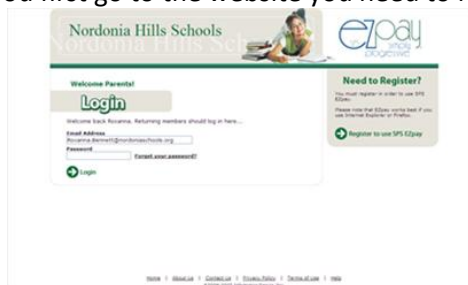 ou first go to the website you need to
Nordonia Hills Schools
Nordonia Hills Sch
EZpay
simply
progressive
Welcome Parents!
Login
Welcome back Roxanna. Returning members should log in here...
Email Address
Roxanna.Bennett@nordoniaschools.org
Password
Forgot your password?
Login
Need to Register?
You must register in order to use SPS
EZpay.
Please note that EZpay works best if you
use Internet Explorer or Firefox.
Register to use SPS EZpay
Home | About Us | Contact Us | Privacy Policy | Terms of Use | Help